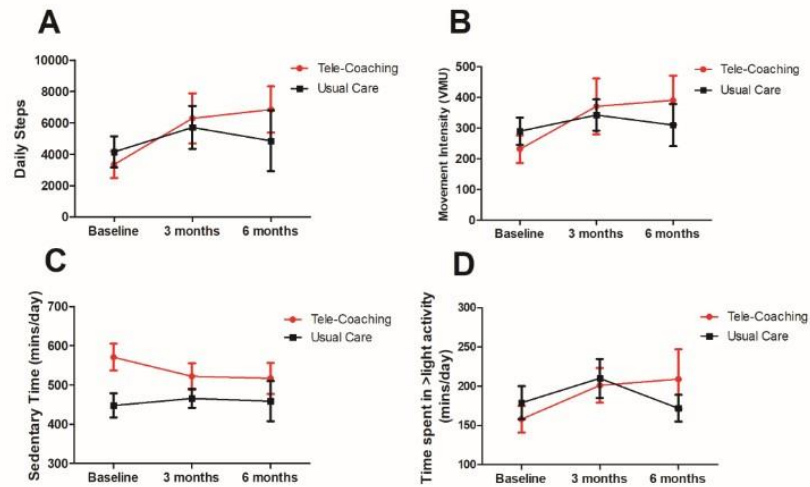 A
Daily Steps
10000
8000
6000
4000
2000
0
Baseline 3 months 6 months
Tele-Coaching
Usual Care
B
Movement Intensity (VMU)
500
400
300
200
100
0
Baseline 3 months 6 months
Tele-Coaching
Usual Care
C
Sedentary Time (mins/day)
700
600
500
400
300
Baseline 3 months 6 months
Tele-Coaching
Usual Care
D
Time spent in >light activity
(mins/day)
300
250
200
150
100
Baseline 3 months 6 months
Tele-Coaching
Usual Care